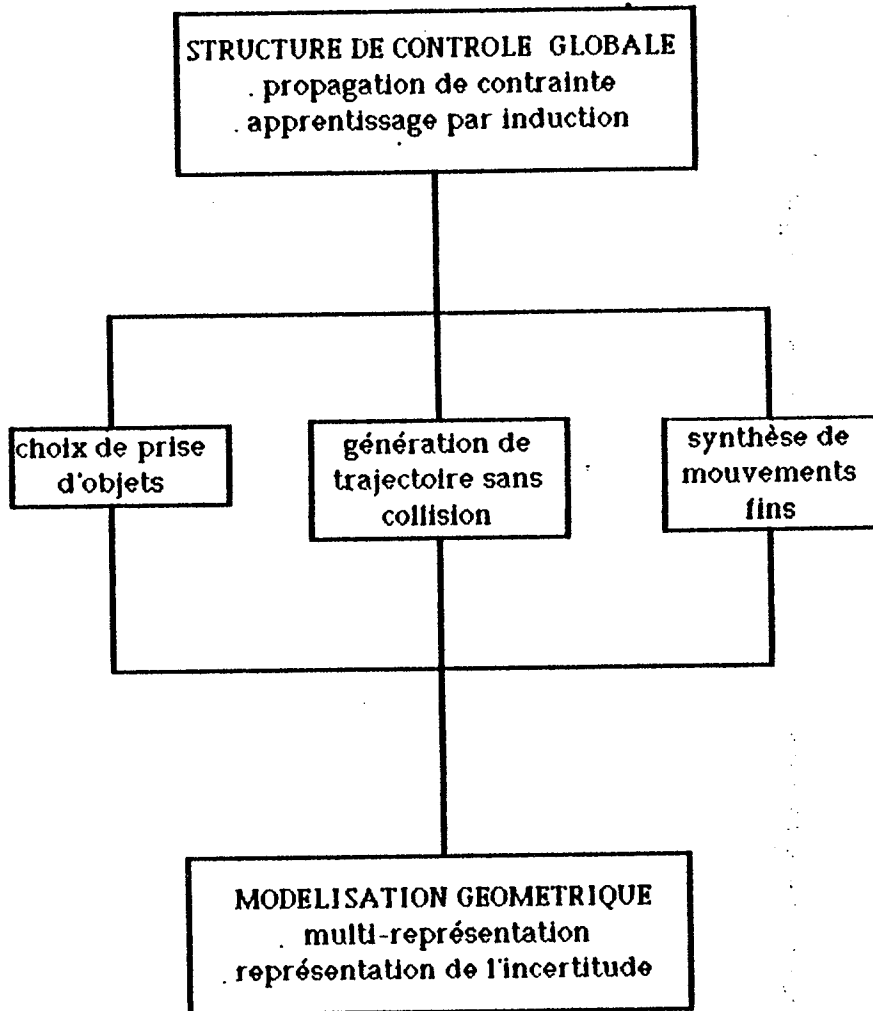 STRUCTURE DE CONTROLE GLOBALE
. propagation de contrainte
. apprentissage par induction
choix de prise
d'objets
génération de
trajectoire sans
collision
synthèse de
mouvements
fins
MODELISATION GEOMETRIQUE
. multi-représentation
. représentation de l'incertitude